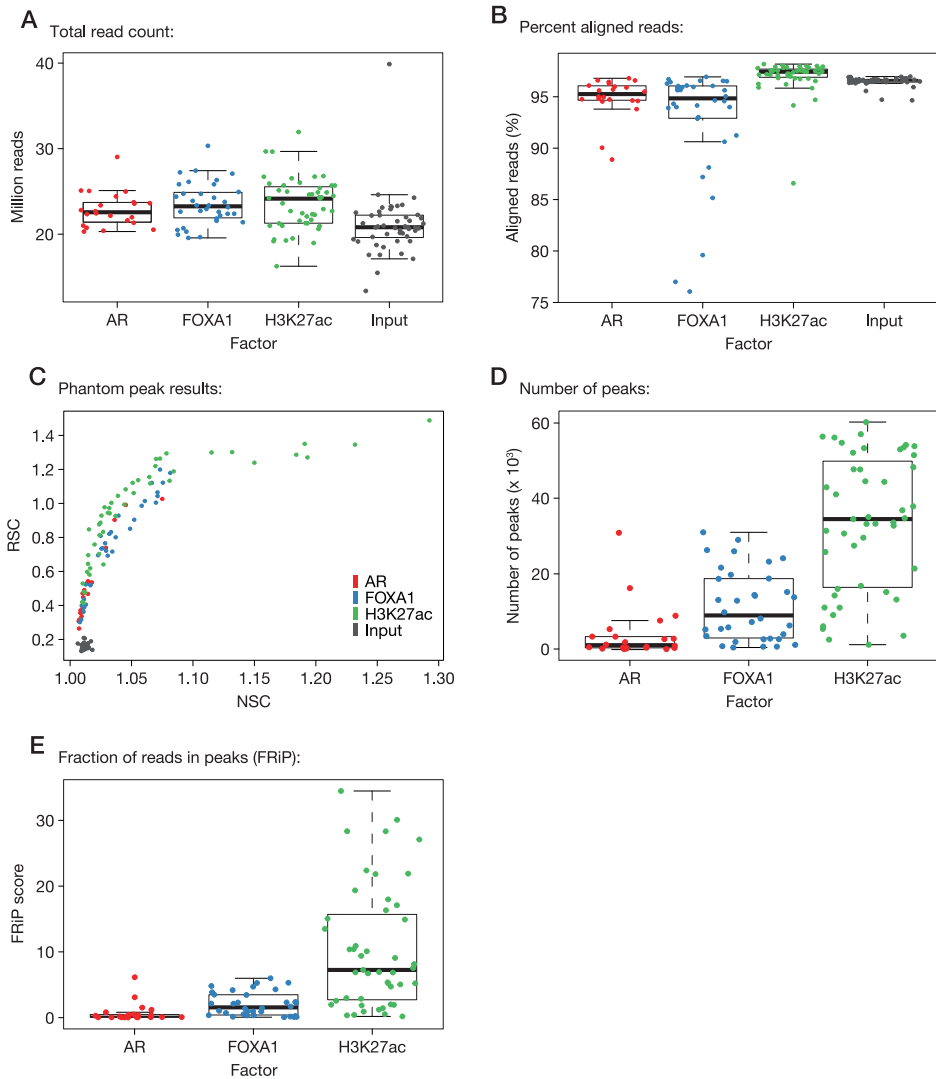 A
Total read count:
40
30
20
Million reads
AR
FOXA1
H3K27ac
Input
Factor
B
Percent aligned reads:
95
90
85
80
75
Aligned reads (%)
AR
FOXA1
H3K27ac
Input
Factor
C
Phantom peak results:
1.4
1.2
1.0
0.8
0.6
0.4
0.2
RSC
AR
FOXA1
H3K27ac
Input
1.00
1.05
1.10
1.15
1.20
1.25
1.30
NSC
D
Number of peaks:
60
40
20
0
Number of peaks (x 10³)
AR
FOXA1
H3K27ac
Factor
E
Fraction of reads in peaks (FRiP):
30
20
10
0
FRiP score
AR
FOXA1
H3K27ac
Factor